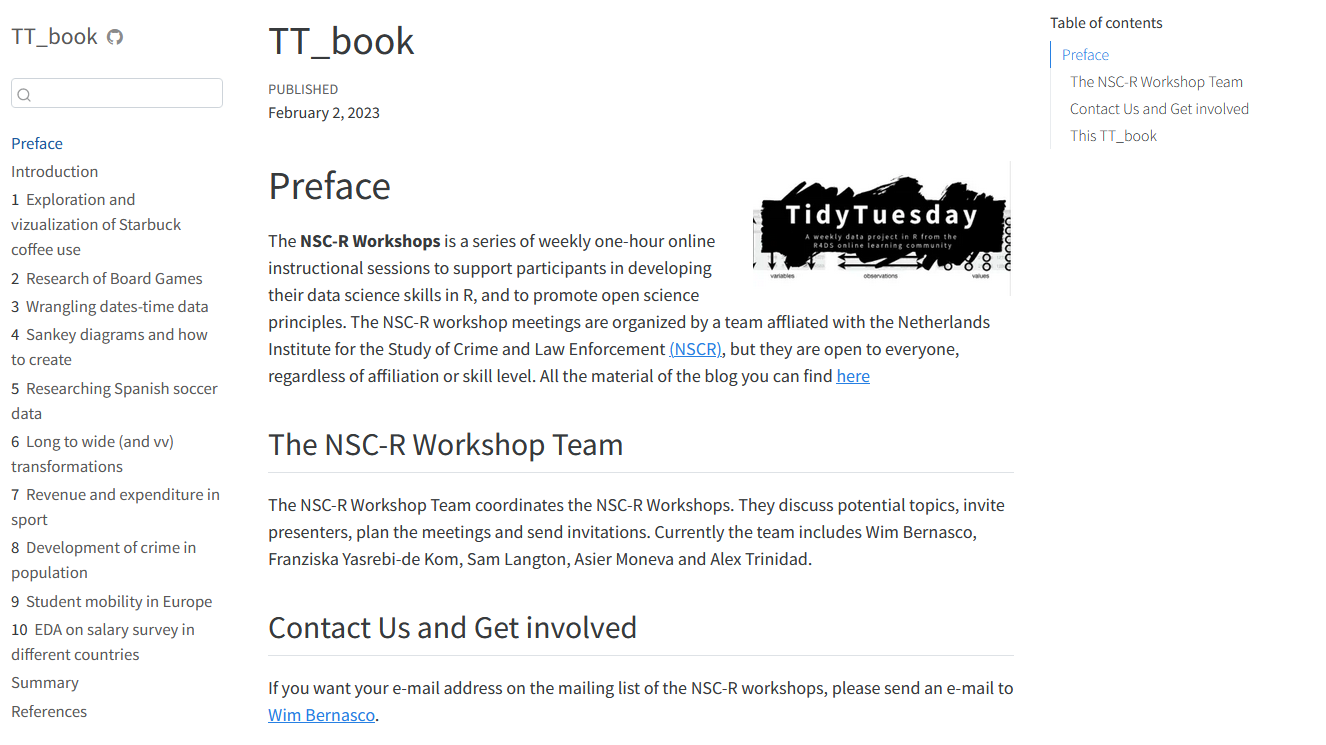 TT_book
Preface
Introduction
1 Exploration and
vizualization of Starbuck
coffee use
2 Research of Board Games
3 Wrangling dates-time data
4 Sankey diagrams and how
to create
5 Researching Spanish soccer
data
6 Long to wide (and vv)
transformations
7 Revenue and expenditure in
sport
8 Development of crime in
population
9 Student mobility in Europe
10 EDA on salary survey in
different countries
Summary
References
TT_book
PUBLISHED
February 2, 2023
Preface
TidyTuesday
A weekly data project in R from the
R4DS online learning community
variables
observations
values
The NSC-R Workshops is a series of weekly one-hour online
instructional sessions to support participants in developing
their data science skills in R, and to promote open science
principles. The NSC-R workshop meetings are organized by a team affliated with the Netherlands
Institute for the Study of Crime and Law Enforcement (NSCR), but they are open to everyone,
regardless of affiliation or skill level. All the material of the blog you can find here
The NSC-R Workshop Team
The NSC-R Workshop Team coordinates the NSC-R Workshops. They discuss potential topics, invite
presenters, plan the meetings and send invitations. Currently the team includes Wim Bernasco,
Franziska Yasrebi-de Kom, Sam Langton, Asier Moneva and Alex Trinidad.
Contact Us and Get involved
If you want your e-mail address on the mailing list of the NSC-R workshops, please send an e-mail to
Wim Bernasco.
Table of contents
Preface
The NSC-R Workshop Team
Contact Us and Get involved
This TT_book